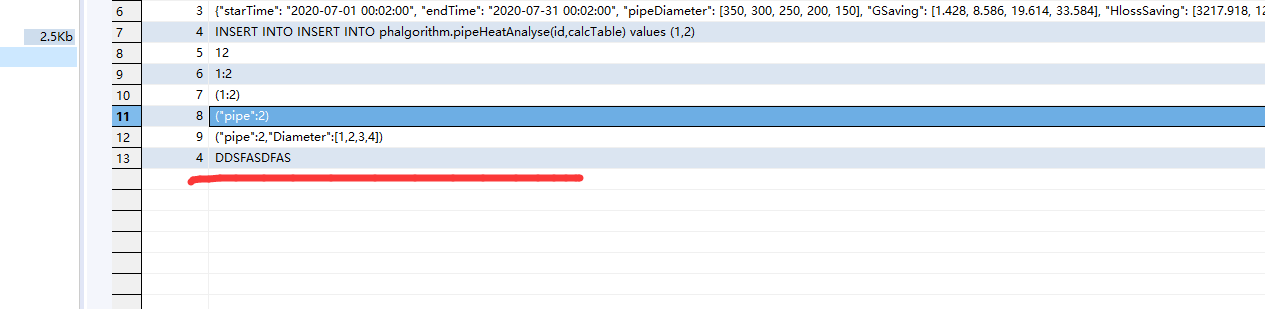 6 3 {"startTime": "2020-07-01 00:02:00", "endTime": "2020-07-31 00:02:00", "pipeDiameter": [350, 300, 250, 200, 150], "GSaving": [1.428, 8.586, 19.614, 33.584], "HlossSaving": [3217.918, 12
2.5Kb 7 4 INSERT INTO INSERT INTO phalgorithm.pipeHeatAnalyse(id,calcTable) values (1,2)
8 5 12
9 6 1:2
10 7 (1:2)
11 8 ("pipe":2)
12 9 ("pipe":2,"Diameter":[1,2,3,4])
13 4 DDSFASDFAS